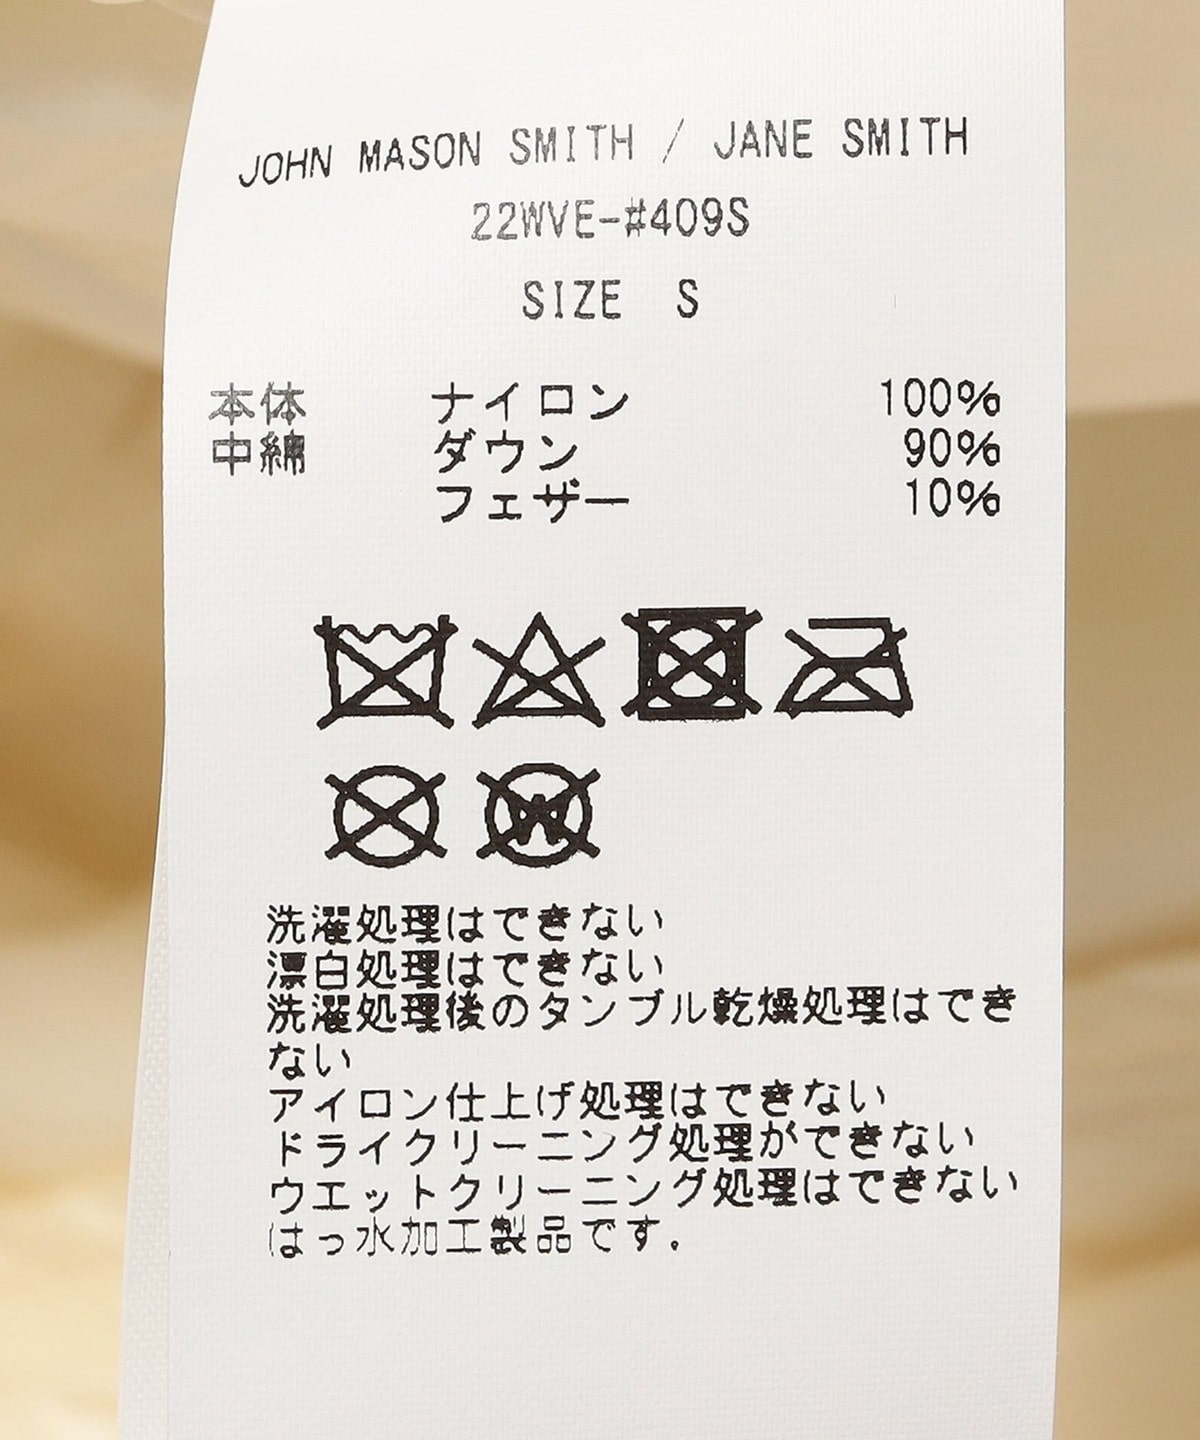 JOHN MASON SMITH / JANE SMITH
22WVE-#409S
SIZE S
本体 ナイロン 100%
中綿 ダウン 90%
フェザー 10%
W
洗濯処理はできない
漂白処理はできない
洗濯処理後のタンブル乾燥処理はでき
ない
アイロン仕上げ処理はできない
ドライクリーニング処理ができない
ウエットクリーニング処理はできない
はっ水加工製品です.